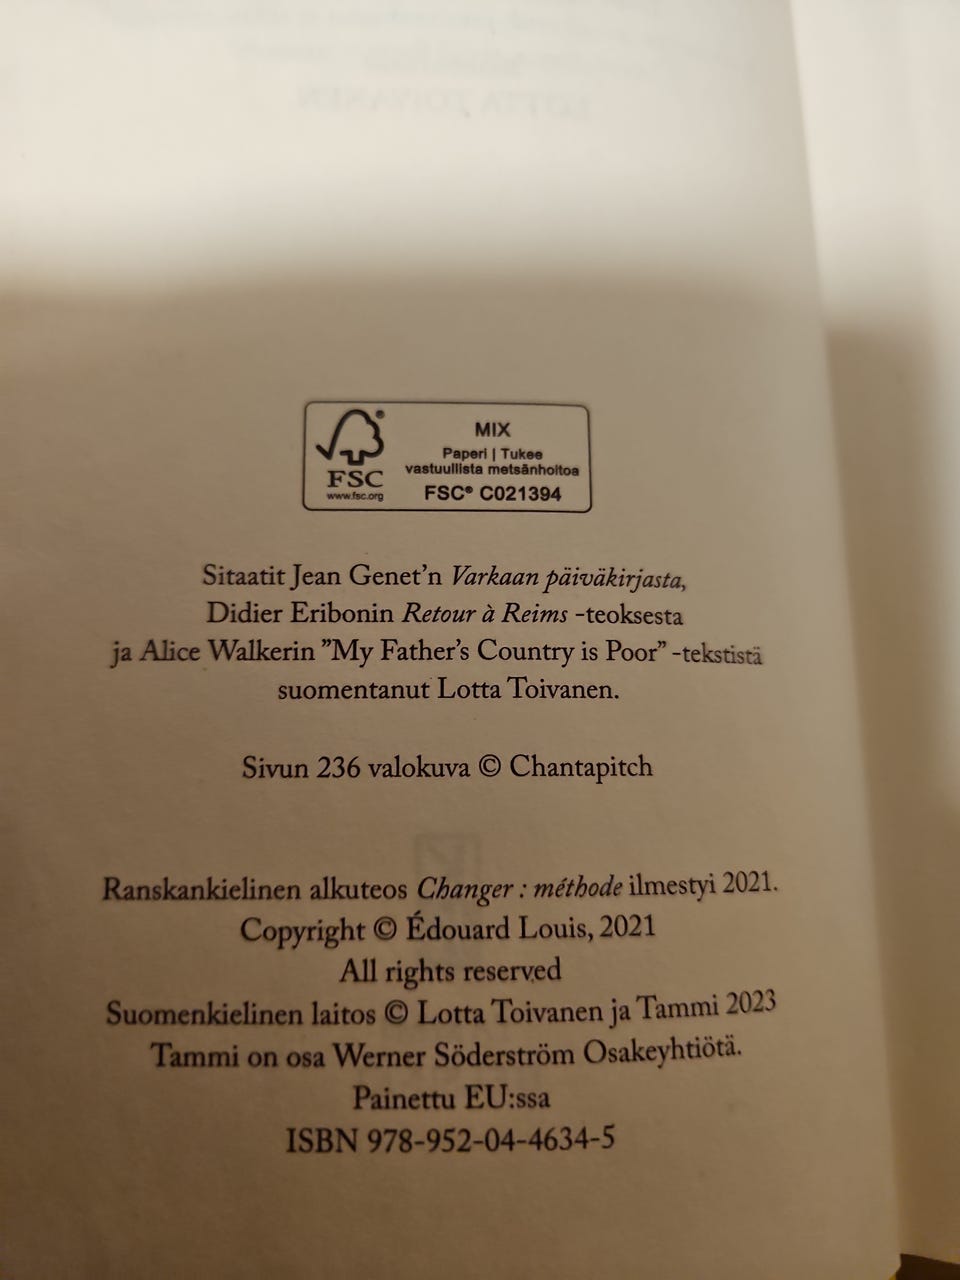 LOTTA TOIVANEN
FSC
www.fsc.org
MIX
Paperi | Tukee
vastuullista metsänhoitoa
FSC® C021394
Sitaatit Jean Genet'n Varkaan päiväkirjasta,
Didier Eribonin Retour à Reims -teoksesta
ja Alice Walkerin ”My Father's Country is Poor” -tekstistä
suomentanut Lotta Toivanen.
Sivun 236 valokuva © Chantapitch
Ranskankielinen alkuteos Changer : méthode ilmestyi 2021.
Copyright © Édouard Louis, 2021
All rights reserved
Suomenkielinen laitos © Lotta Toivanen ja Tammi 2023
Tammi on osa Werner Söderström Osakeyhtiötä.
Painettu EU:ssa
ISBN 978-952-04-4634-5